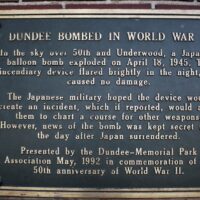 DUNDEE BOMBED IN WORLD WAR
In the sky over 50th and Underwood, a Japa
balloon bomb exploded on April 18, 1945. T
incendiary device flared brightly in the night,
caused no damage.
The Japanese military hoped the device wou
create an incident, which if reported, would a
them to chart a course for other weapons
However, news of the bomb was kept secret
the day after Japan surrendered.
Presented by the Dundee-Memorial Park
Association May, 1992 in commemoration of
50th anniversary of World War II.